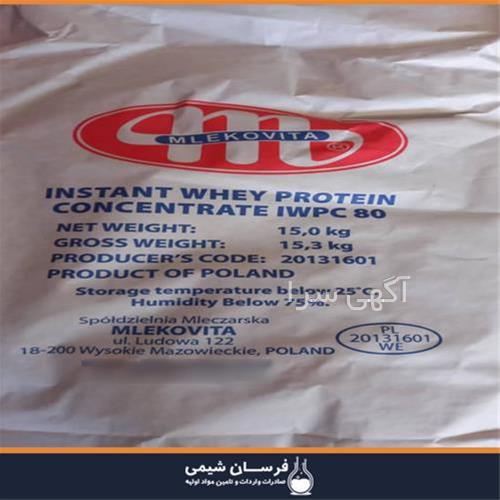 MLEKOVITA
®
INSTANT WHEY PROTEIN
CONCENTRATE IWPC 80
NET WEIGHT: 15,0 kg
GROSS WEIGHT: 15,3 kg
PRODUCER'S CODE: 20131601
PRODUCT OF POLAND
آگهی سرا
Storage temperature below 25°C.
Humidity Below 75%.
Spółdzielnia Mleczarska
MLEKOVITA
ul. Ludowa 122
18-200 Wysokie Mazowieckie, POLAND
PL
20131601
WE
فرسان شیمی
صادرات واردات و تامین مواد اولیه